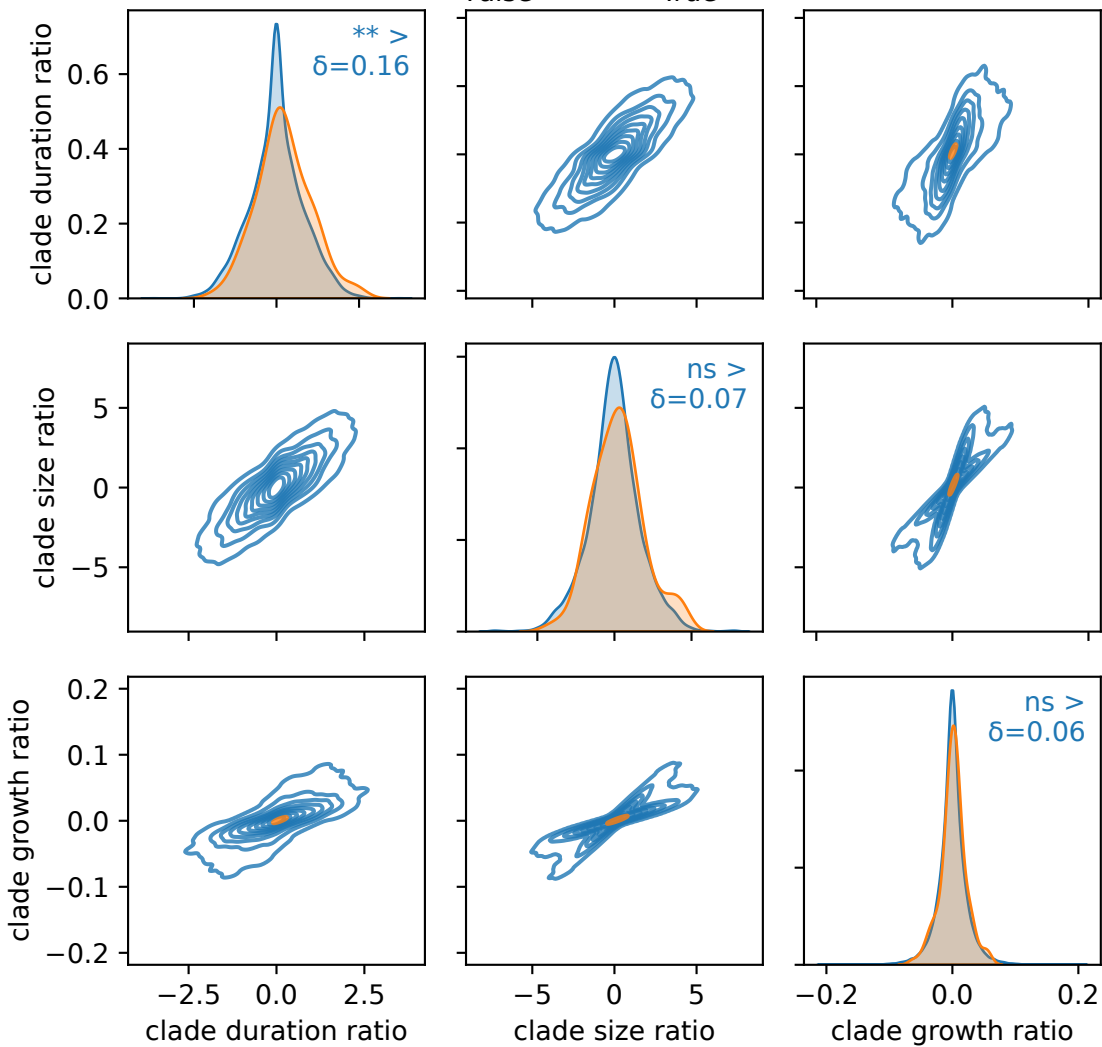 clade duration ratio
0.6
0.4
0.2
0.0
** >
δ=0.16
clade size ratio
5
0
−5
ns >
δ=0.07
clade growth ratio
0.2
0.1
0.0
−0.1
−0.2
ns >
δ=0.06
−2.5
0.0
2.5
−5
0
5
−0.2
0.0
0.2
clade duration ratio
clade size ratio
clade growth ratio